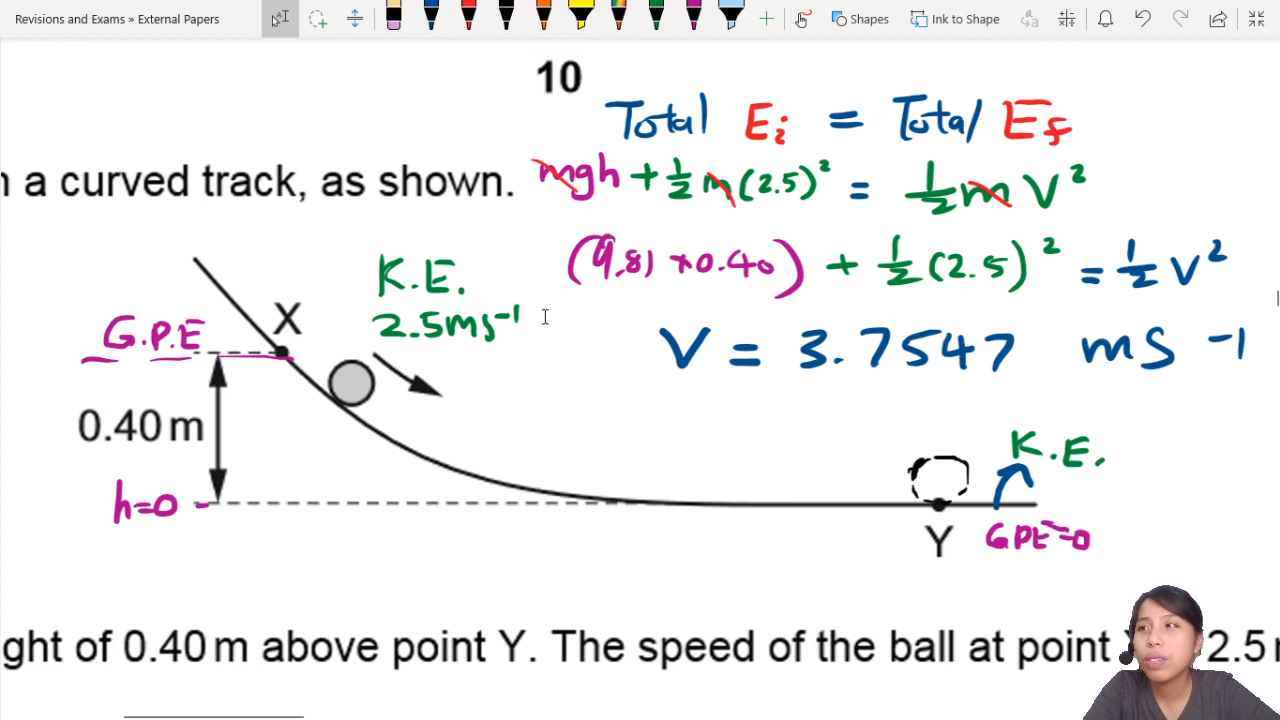 Revisions and Exams » External Papers
Shapes
Ink to Shape
10
Total Ei = Total Ef
n a curved track, as shown.
mgh + 1/2 m(2.5)² = 1/2 m v²
(9.81 × 0.40) + 1/2 (2.5)² = 1/2 v²
K.E.
2.5ms⁻¹
X
G.P.E
V = 3.7547 ms⁻¹
0.40 m
K.E.
h=0
Y
GPE=0
ght of 0.40 m above point Y. The speed of the ball at point 2.5